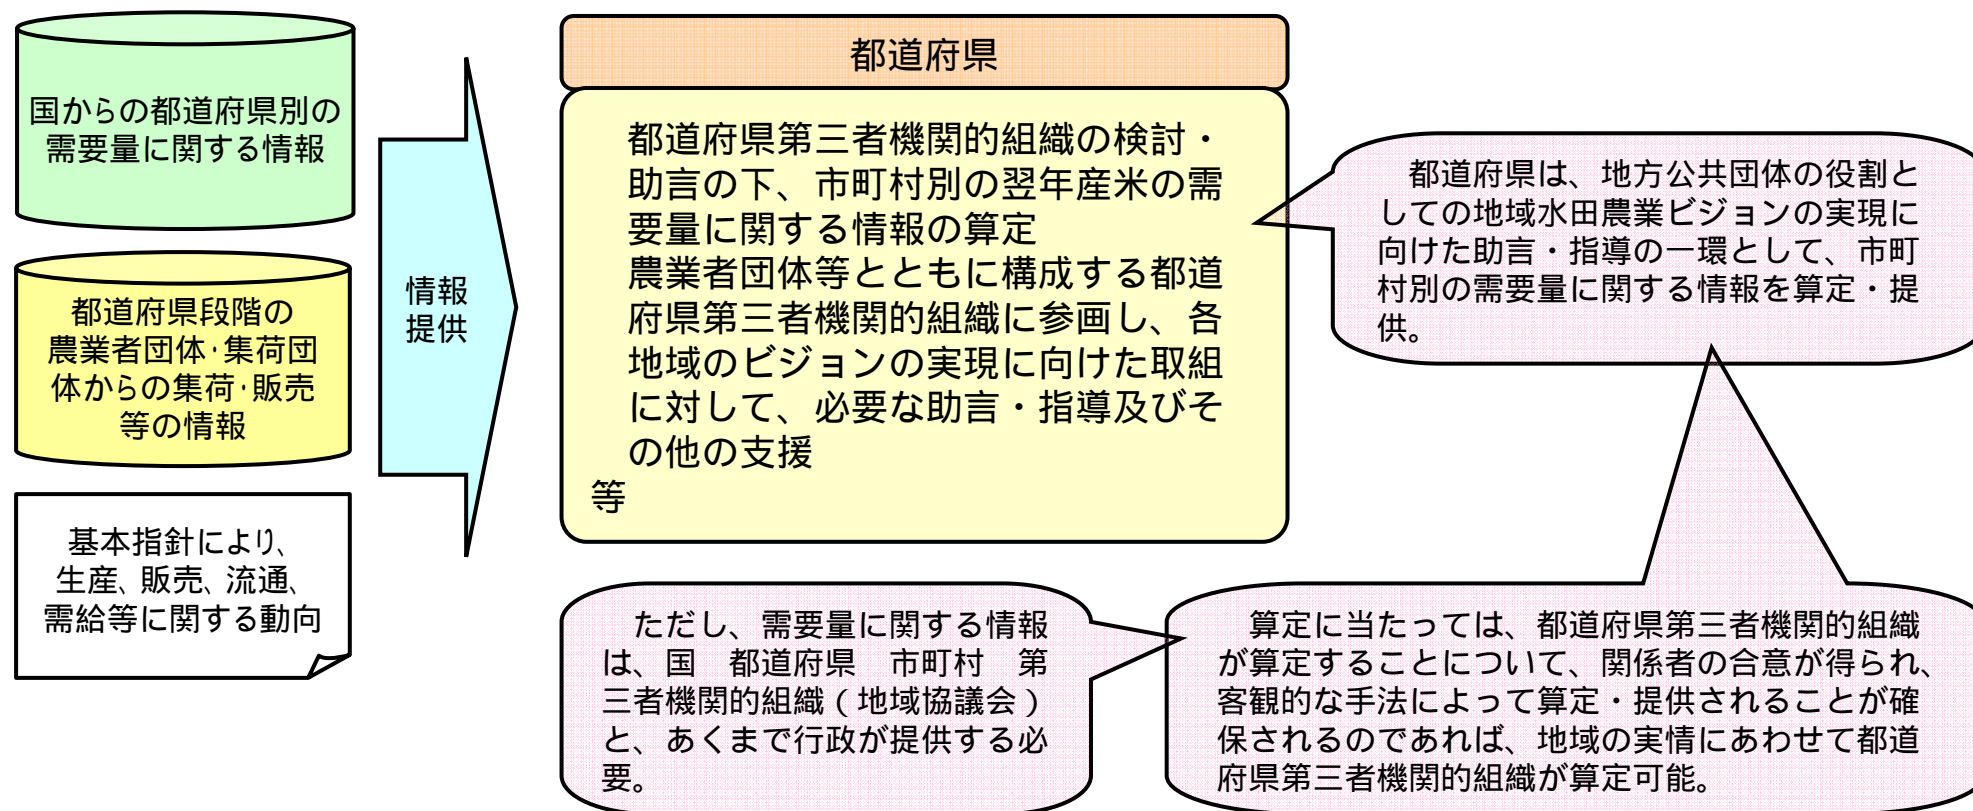 国からの都道府県別の
需要量に関する情報
都道府県段階の
農業者団体・集荷団
体からの集荷・販売
等の情報
基本指針により、
生産、販売、流通、
需給等に関する動向
情報
提供
都道府県
都道府県第三者機関的組織の検討・
助言の下、市町村別の翌年産米の需
要量に関する情報の算定
農業者団体等とともに構成する都道
府県第三者機関的組織に参画し、各
地域のビジョンの実現に向けた取組
に対して、必要な助言・指導及びそ
の他の支援
等
都道府県は、地方公共団体の役割と
しての地域水田農業ビジョンの実現に
向けた助言・指導の一環として、市町
村別の需要量に関する情報を算定・提
供。
ただし、需要量に関する情報
は、国　都道府県　市町村　第
三者機関的組織（地域協議会）
と、あくまで行政が提供する必
要。
算定に当たっては、都道府県第三者機関的組織
が算定することについて、関係者の合意が得られ、
客観的な手法によって算定・提供されることが確
保されるのであれば、地域の実情にあわせて都道
府県第三者機関的組織が算定可能。